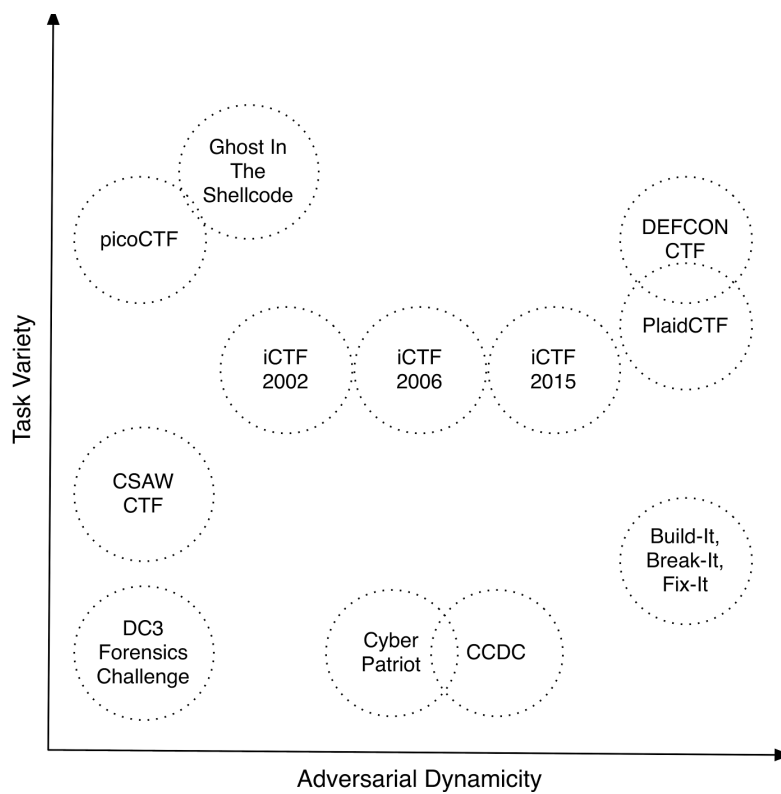 Ghost In
The
Shellcode
picoCTF
DEFCON
CTF
PlaidCTF
iCTF
2002
iCTF
2006
iCTF
2015
Task Variety
CSAW
CTF
Build-It,
Break-It,
Fix-It
DC3
Forensics
Challenge
Cyber
Patriot
CCDC
Adversarial Dynamicity